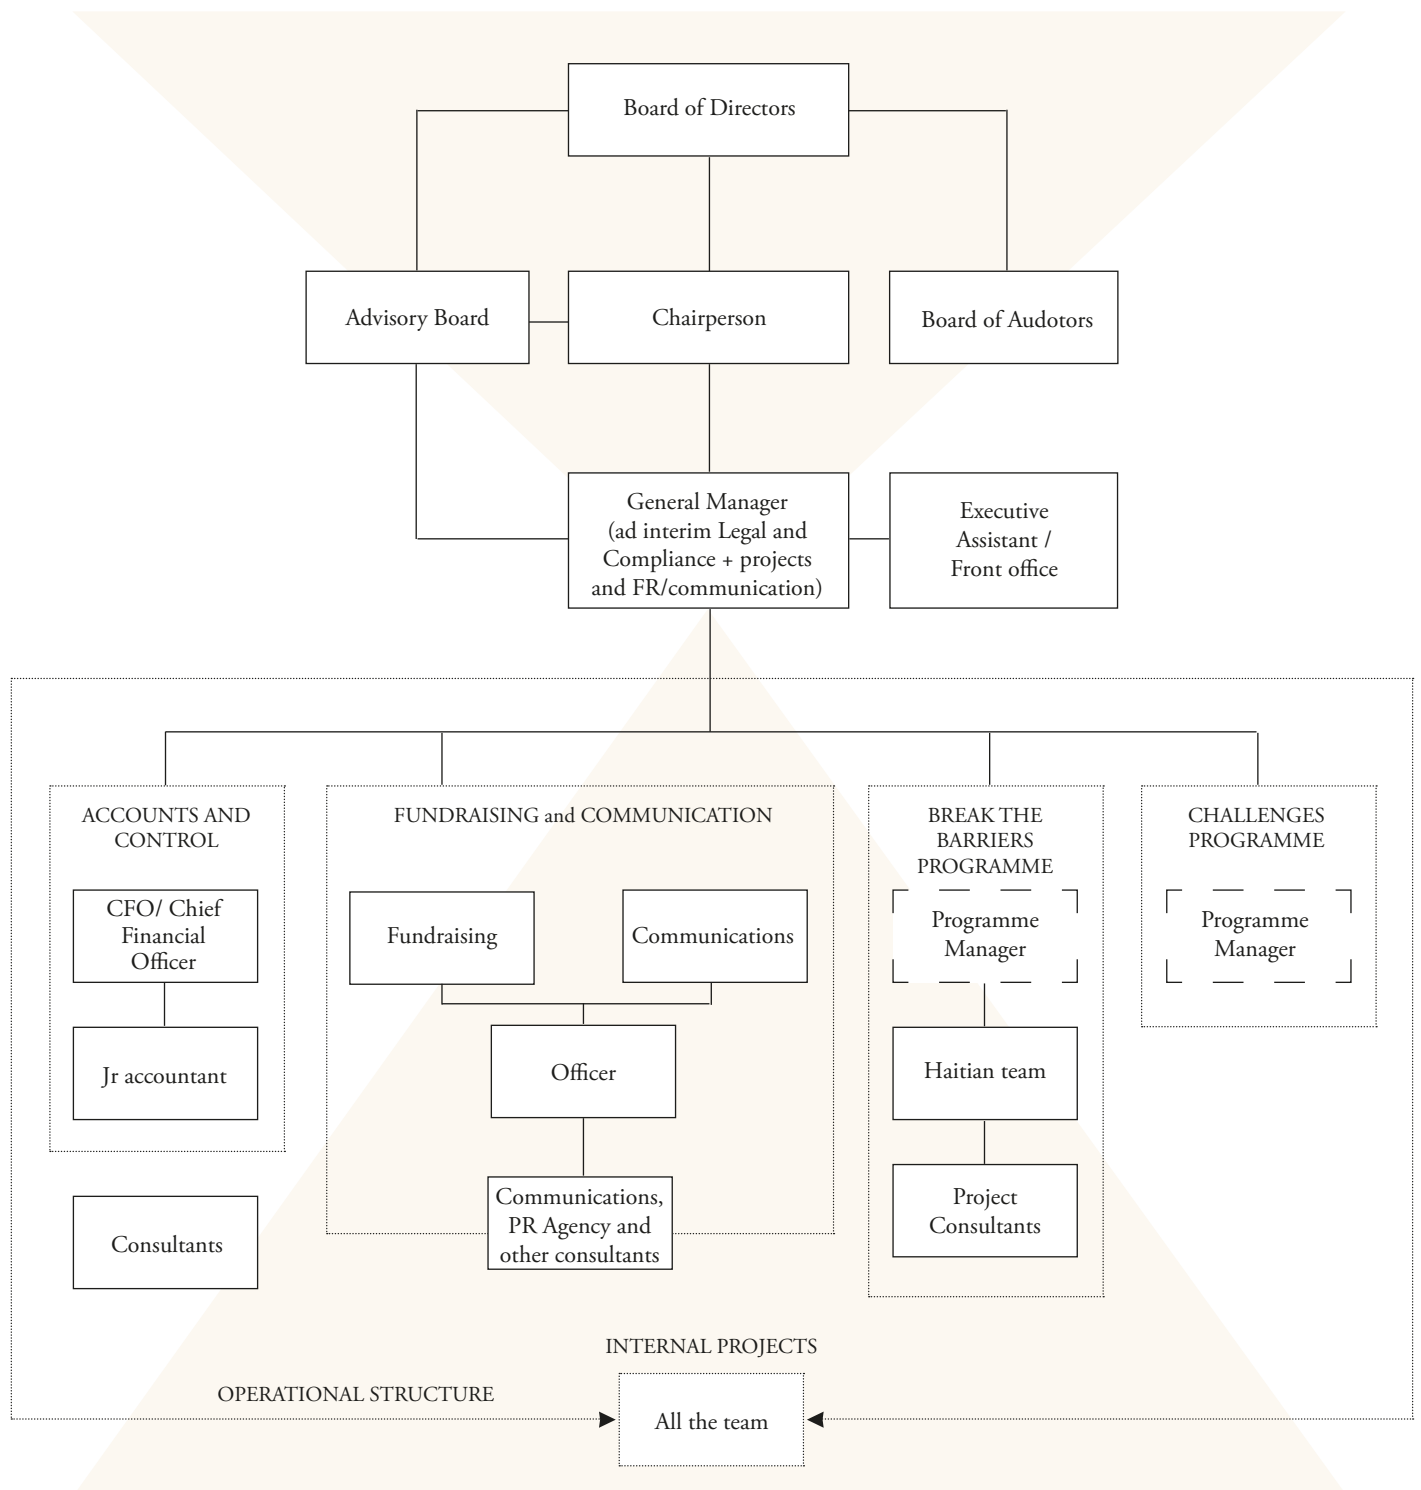 Board of Directors
Advisory Board
Chairperson
Board of Audotors
General Manager
(ad interim Legal and
Compliance + projects
and FR/communication)
Executive
Assistant /
Front office
ACCOUNTS AND
CONTROL
CFO/ Chief
Financial
Officer
Jr accountant
Consultants
FUNDRAISING and COMMUNICATION
Fundraising
Communications
Officer
Communications,
PR Agency and
other consultants
BREAK THE
BARRIERS
PROGRAMME
Programme
Manager
Haitian team
Project
Consultants
CHALLENGES
PROGRAMME
Programme
Manager
INTERNAL PROJECTS
OPERATIONAL STRUCTURE
All the team